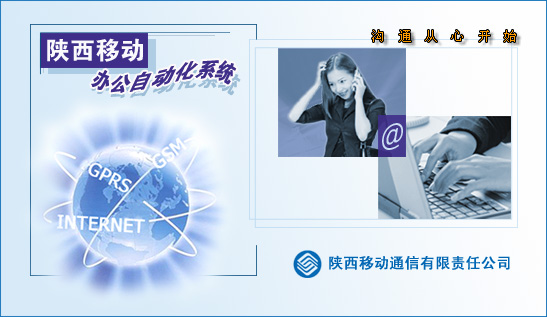 陕西移动
办公自动化系统
沟通从心开始
GSM
GPRS
INTERNET
@
陕西移动通信有限责任公司